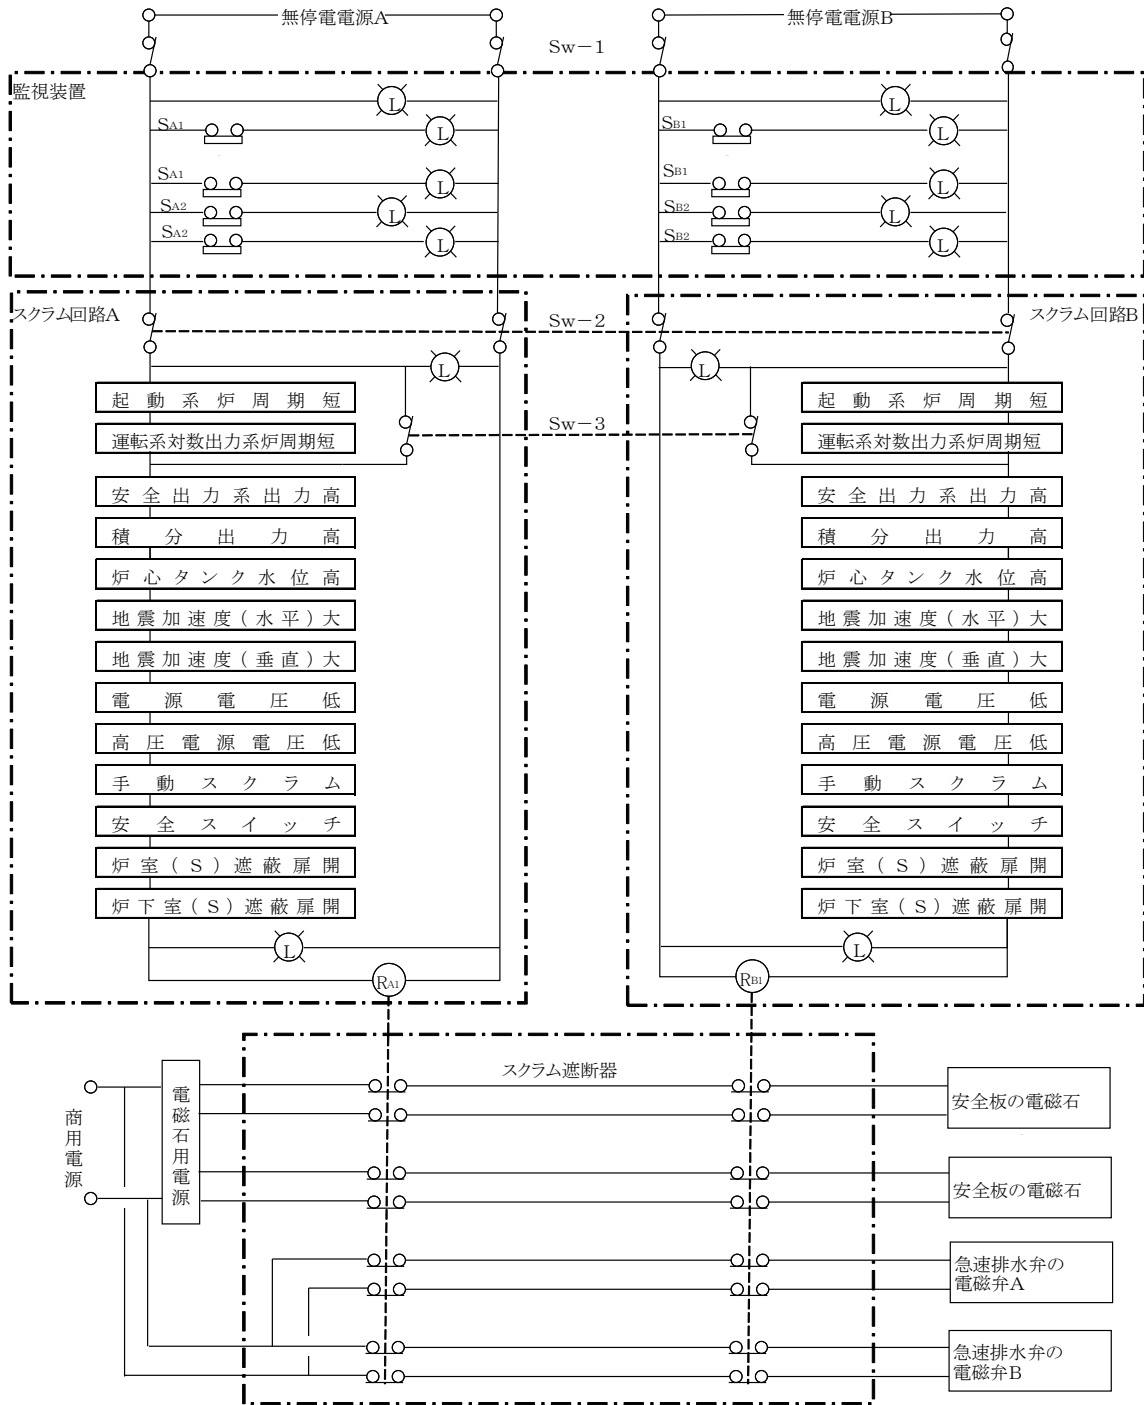 無停電電源A
無停電電源B
Sw-1
監視装置
L
L
SA1
L
SB1
L
SA1
L
SB1
L
SA2
L
SB2
L
SA2
L
SB2
L
スクラム回路A
Sw-2
スクラム回路B
L
L
起動系炉周期短
起動系炉周期短
Sw-3
運転系対数出力系炉周期短
運転系対数出力系炉周期短
安全出力系出力高
安全出力系出力高
積分出力高
積分出力高
炉心タンク水位高
炉心タンク水位高
地震加速度(水平)大
地震加速度(水平)大
地震加速度(垂直)大
地震加速度(垂直)大
電源電圧低
電源電圧低
高圧電源電圧低
高圧電源電圧低
手動スクラム
手動スクラム
安全スイッチ
安全スイッチ
炉室(S)遮蔽扉開
炉室(S)遮蔽扉開
炉下室(S)遮蔽扉開
炉下室(S)遮蔽扉開
L
L
RA1
RB1
スクラム遮断器
商用電源
電磁石用電源
安全板の電磁石
安全板の電磁石
急速排水弁の
電磁弁A
急速排水弁の
電磁弁B